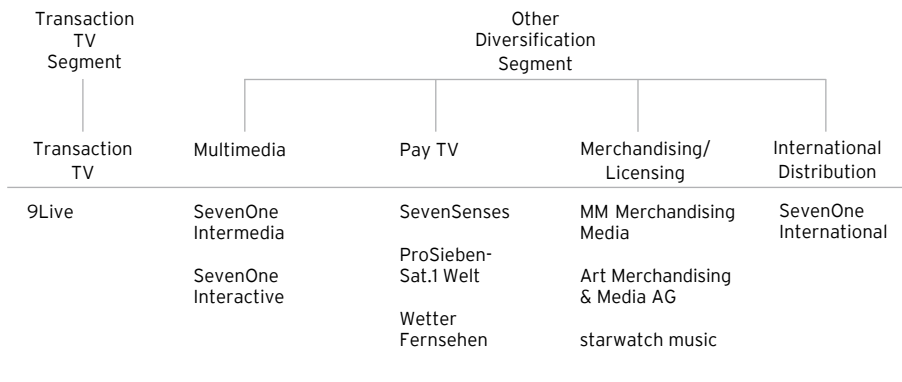 Transaction
TV
Segment
Other
Diversification
Segment
Transaction
TV
Multimedia
Pay TV
Merchandising/
Licensing
International
Distribution
9Live
SevenOne
Intermedia
SevenOne
Interactive
SevenSenses
ProSieben-
Sat.1 Welt
Wetter
Fernsehen
MM Merchandising
Media
Art Merchandising
& Media AG
starwatch music
SevenOne
International